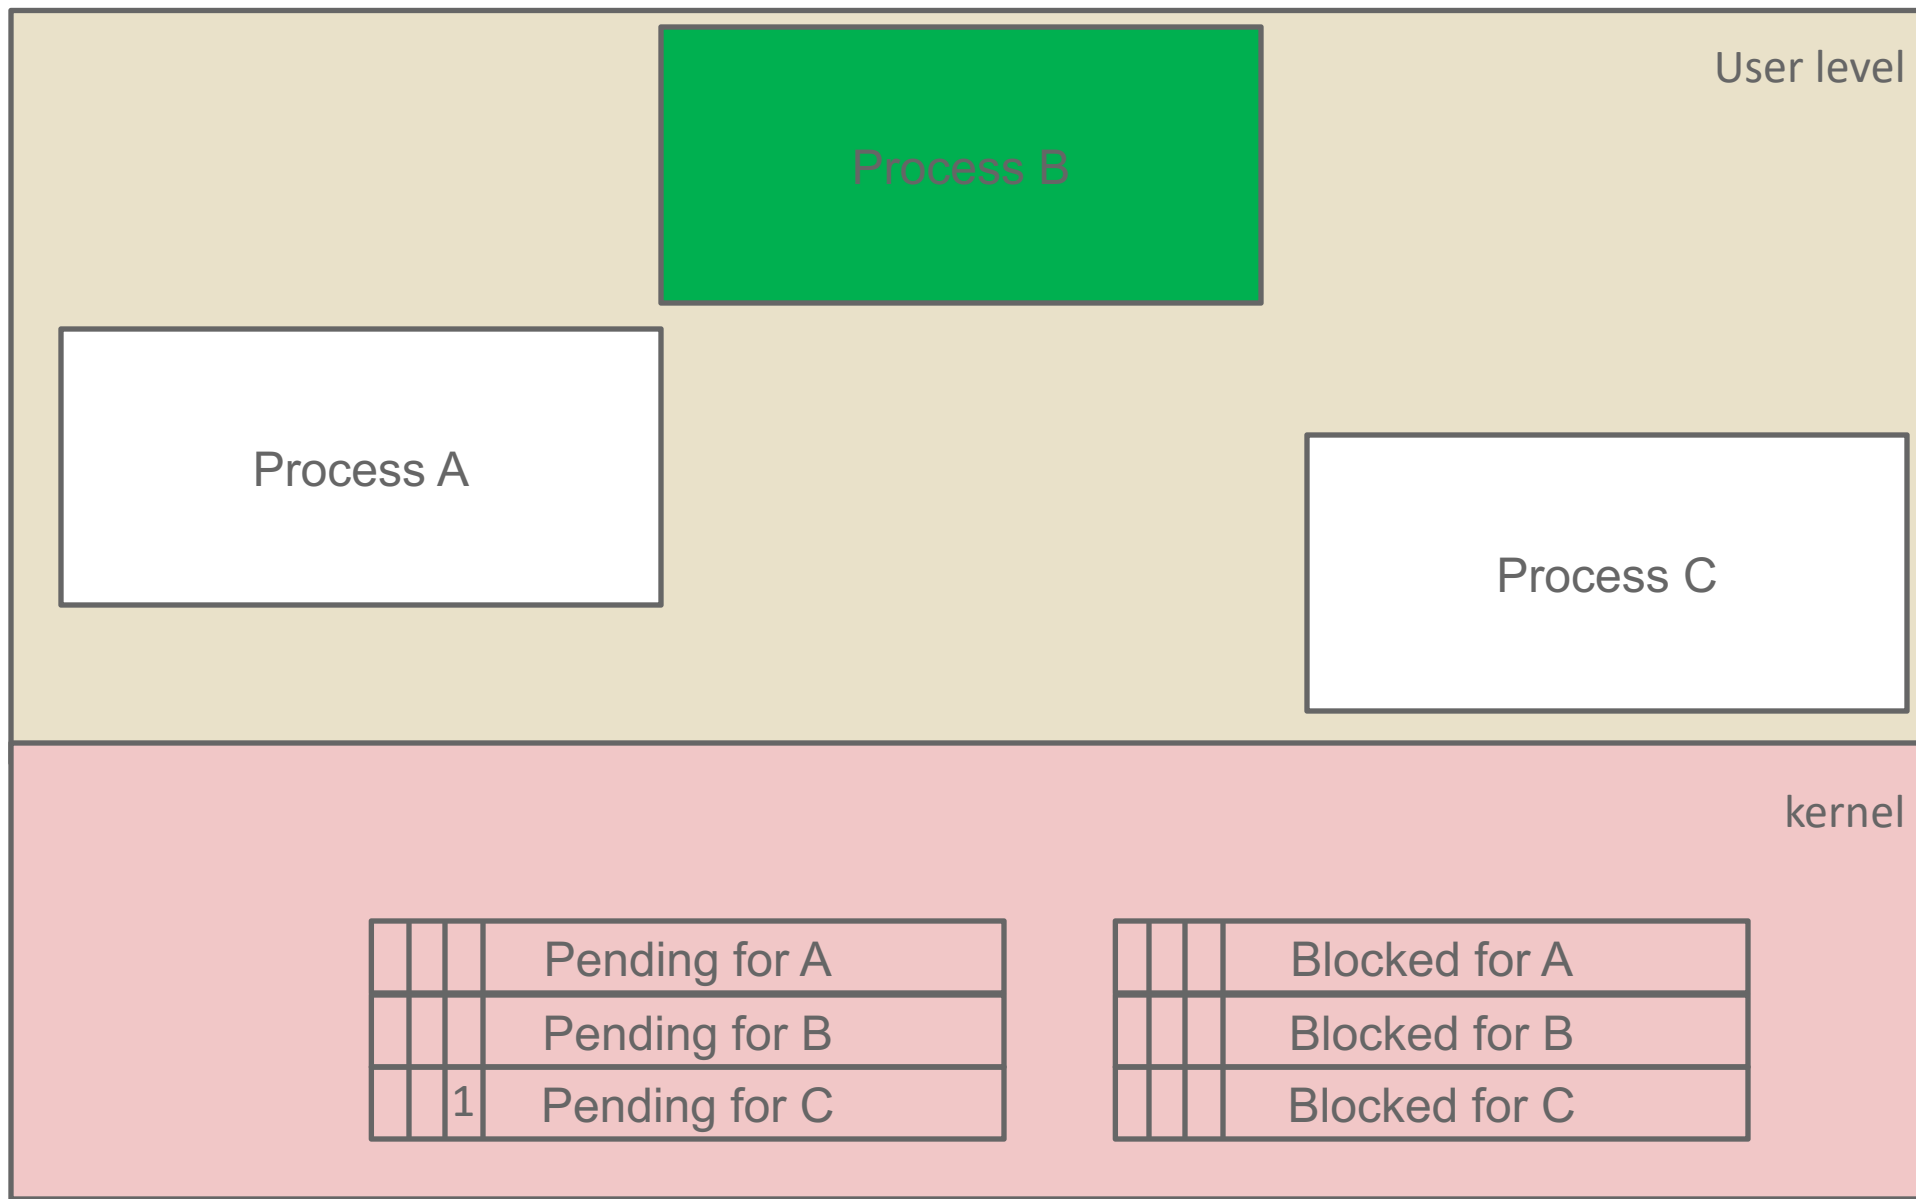 User level
Process B
Process A
Process C
kernel
Pending for A
Blocked for A
Pending for B
Blocked for B
1 Pending for C
Blocked for C